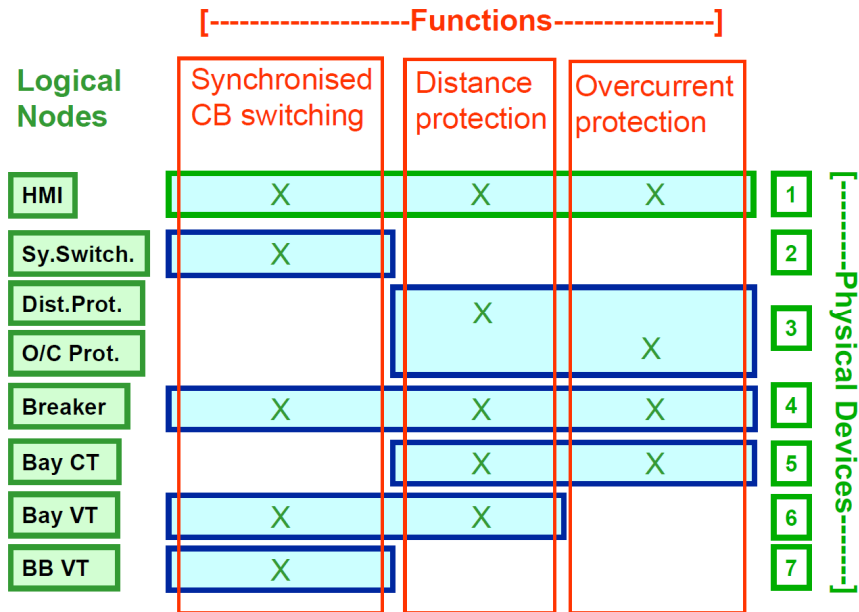 [--------------------Functions----------------]
Logical
Nodes
Synchronised
CB switching
Distance
protection
Overcurrent
protection
HMI X X X 1
Sy.Switch. X 2
Dist.Prot. X
3
O/C Prot. X
Breaker X X X 4
Bay CT X X 5
Bay VT X X 6
BB VT X 7
[----------Physical Devices--------]